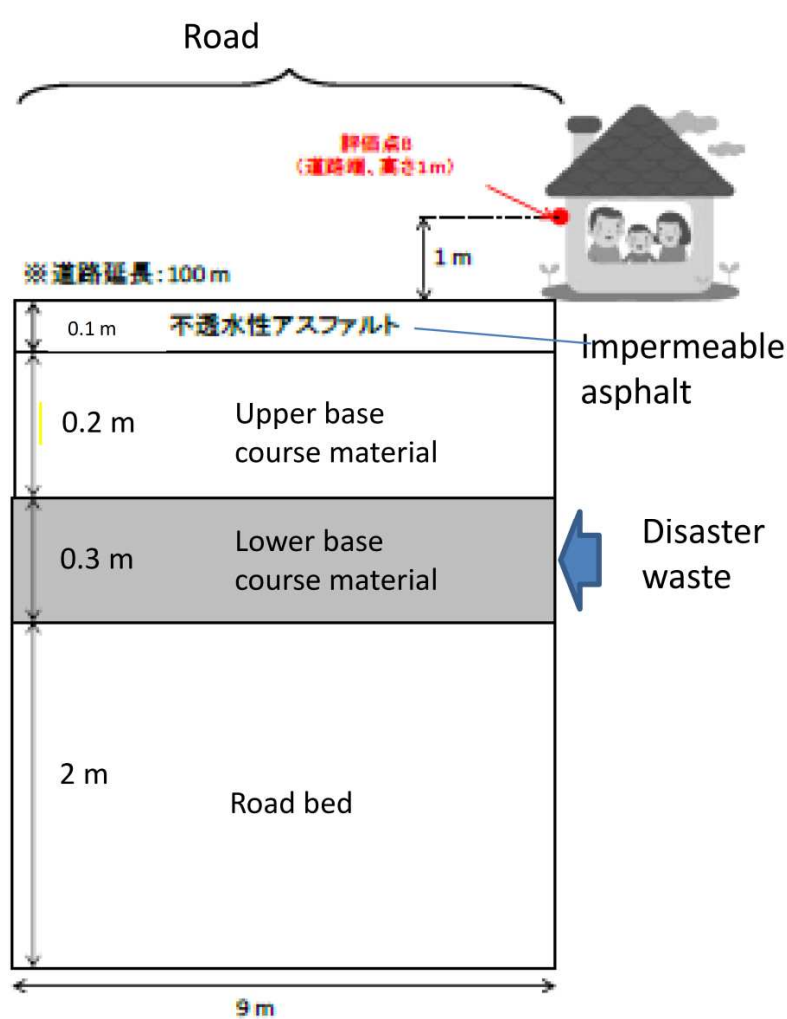 Road
評価点B
(道路端、高さ1m)
1 m
※道路延長:100 m
0.1 m
不透水性アスファルト
Impermeable
asphalt
0.2 m
Upper base
course material
0.3 m
Lower base
course material
Disaster
waste
2 m
Road bed
9 m